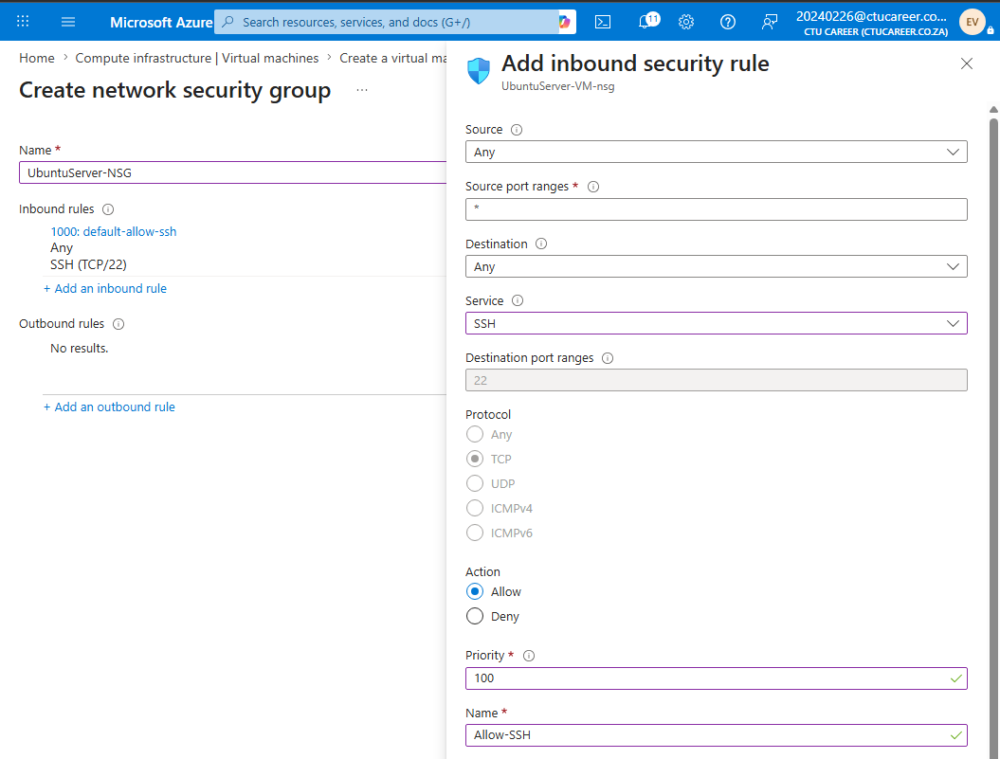 Microsoft Azure
Search resources, services, and docs (G+/)
11
20240226@ctucareer.co...
CTU CAREER (CTUCAREER.CO.ZA)
EV
Home > Compute infrastructure | Virtual machines > Create a virtual ma
Create network security group ...
Name *
UbuntuServer-NSG
Inbound rules
1000: default-allow-ssh
Any
SSH (TCP/22)
+ Add an inbound rule
Outbound rules
No results.
+ Add an outbound rule
Add inbound security rule
UbuntuServer-VM-nsg
Source
Any
Source port ranges *
*
Destination
Any
Service
SSH
Destination port ranges
22
Protocol
Any
TCP
UDP
ICMPv4
ICMPv6
Action
Allow
Deny
Priority *
100
Name *
Allow-SSH